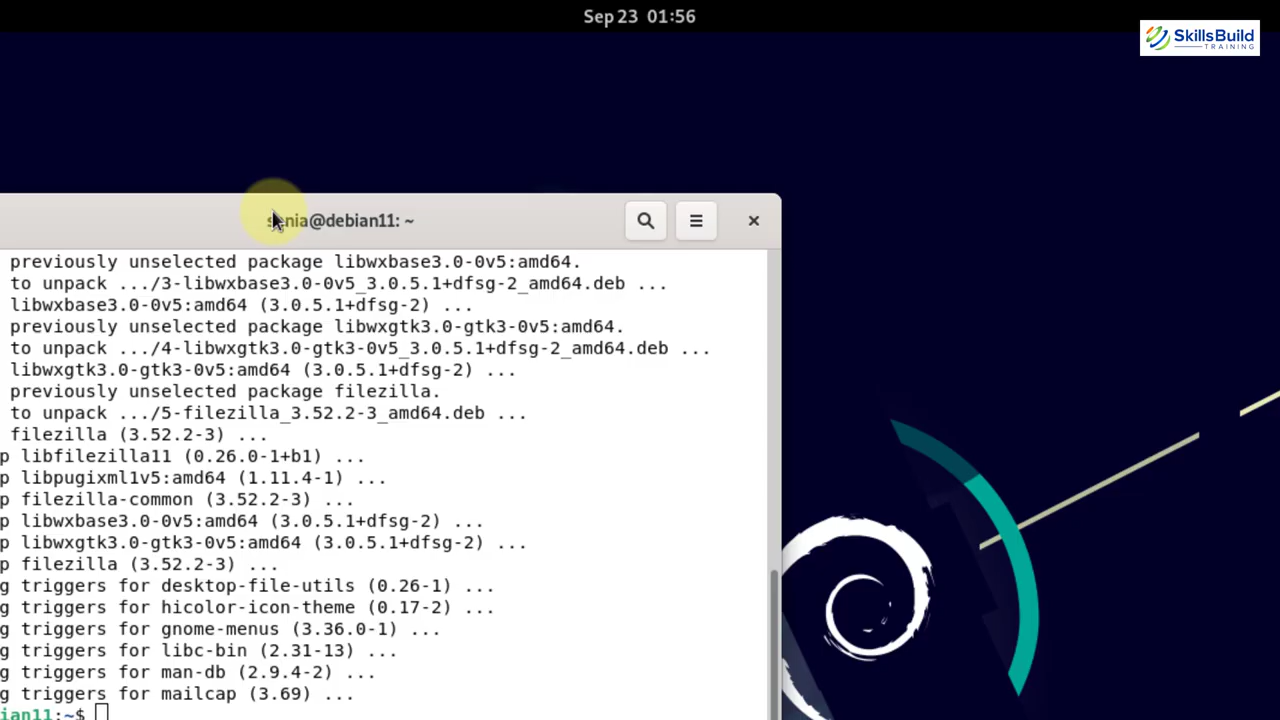 Sep 23 01:56
SkillsBuild
TRAINING
nia@debian11: ~
previously unselected package libwxbase3.0-0v5:amd64.
to unpack .../3-libwxbase3.0-0v5_3.0.5.1+dfsg-2_amd64.deb ...
libwxbase3.0-0v5:amd64 (3.0.5.1+dfsg-2) ...
previously unselected package libwxgtk3.0-gtk3-0v5:amd64.
to unpack .../4-libwxgtk3.0-gtk3-0v5_3.0.5.1+dfsg-2_amd64.deb ...
libwxgtk3.0-gtk3-0v5:amd64 (3.0.5.1+dfsg-2) ...
previously unselected package filezilla.
to unpack .../5-filezilla_3.52.2-3_amd64.deb ...
filezilla (3.52.2-3) ...
p libfilezilla11 (0.26.0-1+b1) ...
p libpugixml1v5:amd64 (1.11.4-1) ...
p filezilla-common (3.52.2-3) ...
p libwxbase3.0-0v5:amd64 (3.0.5.1+dfsg-2) ...
p libwxgtk3.0-gtk3-0v5:amd64 (3.0.5.1+dfsg-2) ...
p filezilla (3.52.2-3) ...
g triggers for desktop-file-utils (0.26-1) ...
g triggers for hicolor-icon-theme (0.17-2) ...
g triggers for gnome-menus (3.36.0-1) ...
g triggers for libc-bin (2.31-13) ...
g triggers for man-db (2.9.4-2) ...
g triggers for mailcap (3.69) ...
ian11:~$